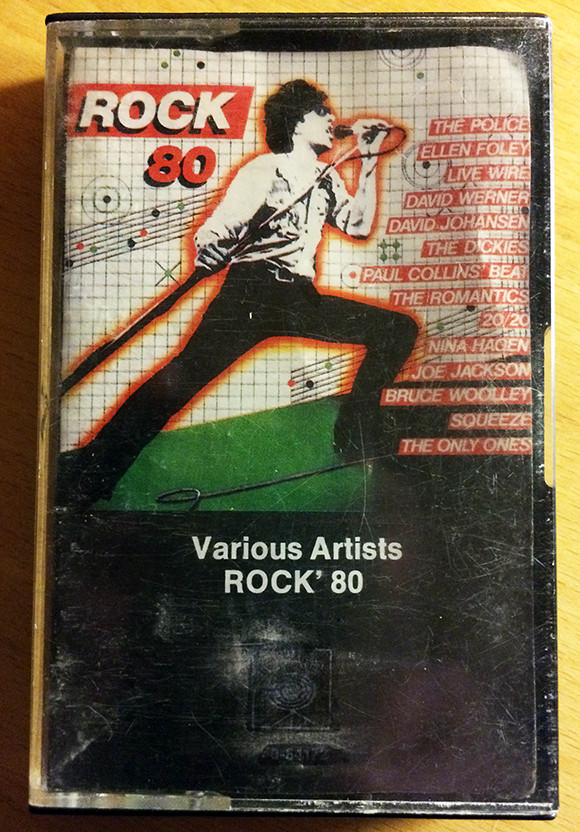 ROCK
80
THE POLICE
ELLEN FOLEY
LIVE WIRE
DAVID WERNER
DAVID JOHANSEN
THE DICKIES
PAUL COLLINS' BEAT
THE ROMANTICS
20/20
NINA HAGEN
JOE JACKSON
BRUCE WOOLLEY
SQUEEZE
THE ONLY ONES
Various Artists
ROCK' 80